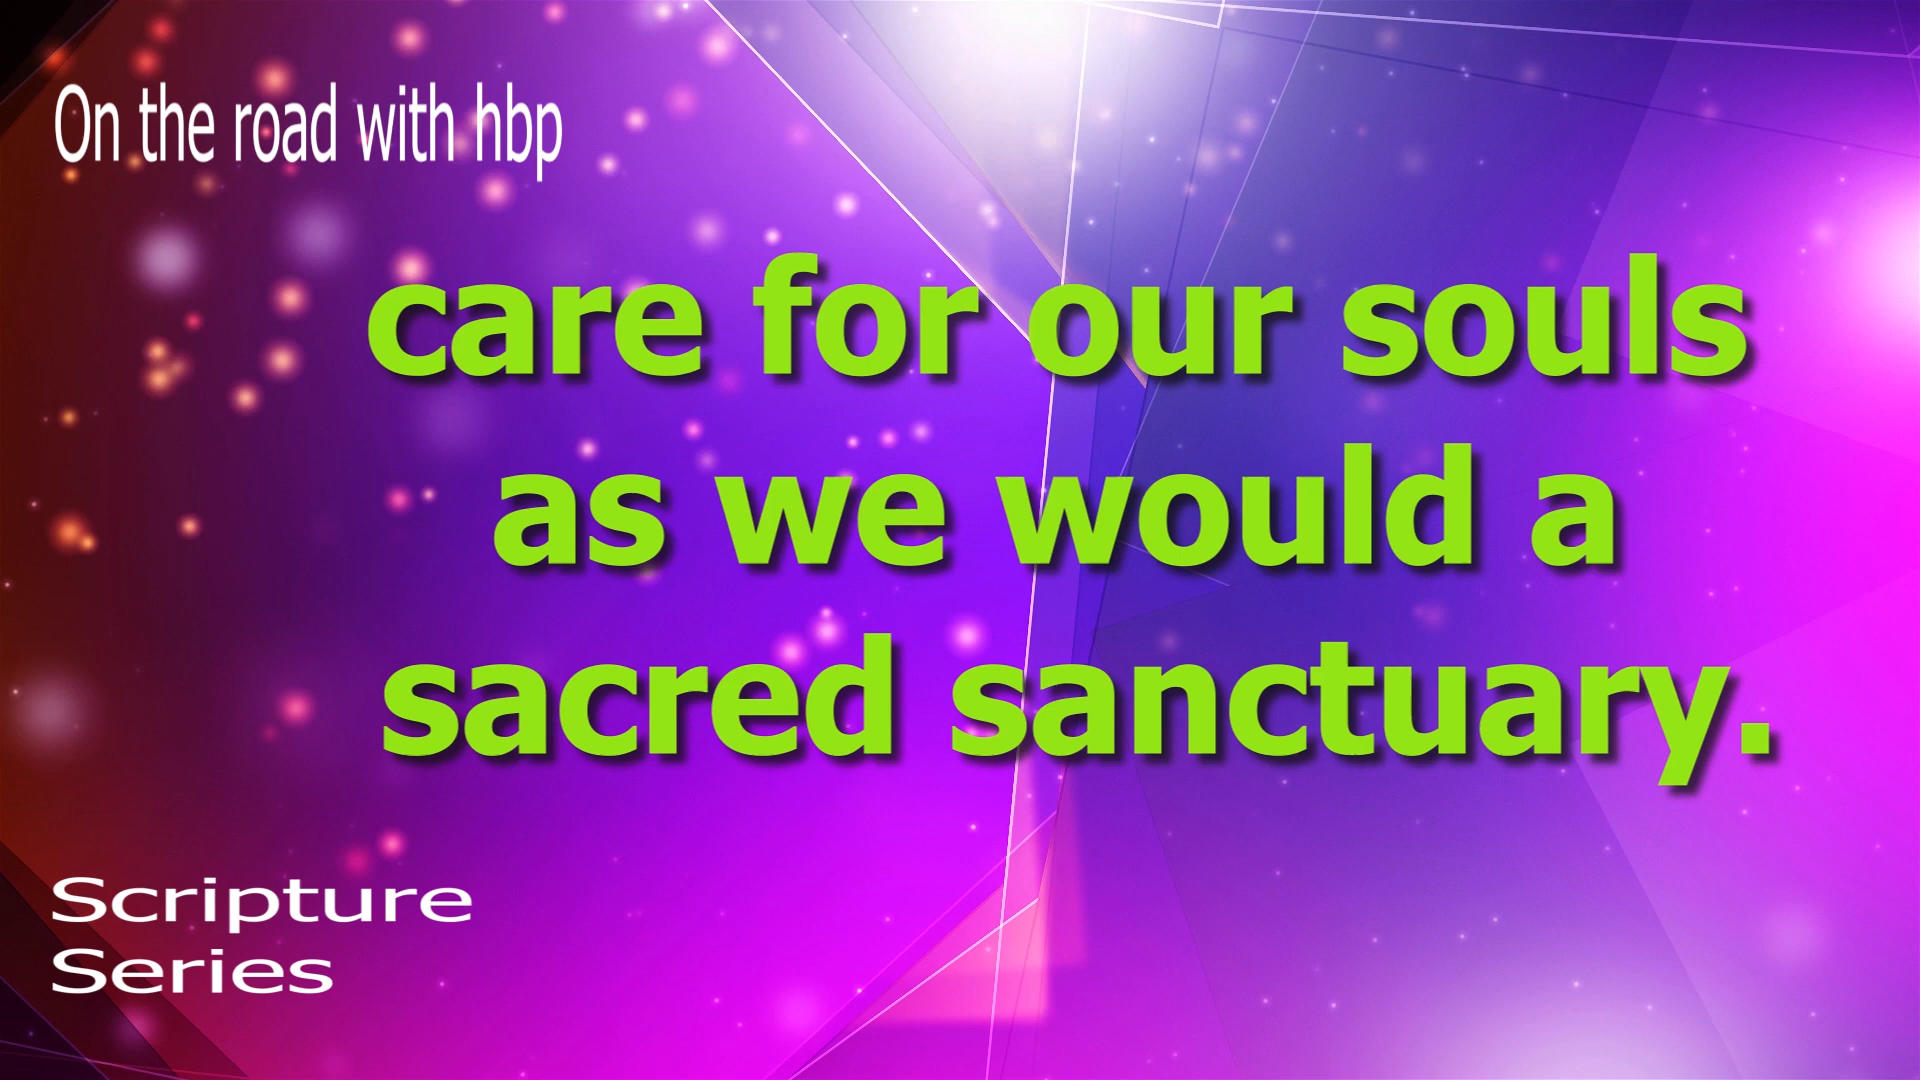 On the road with hbp
care for our souls
as we would a
sacred sanctuary.
Scripture
Series